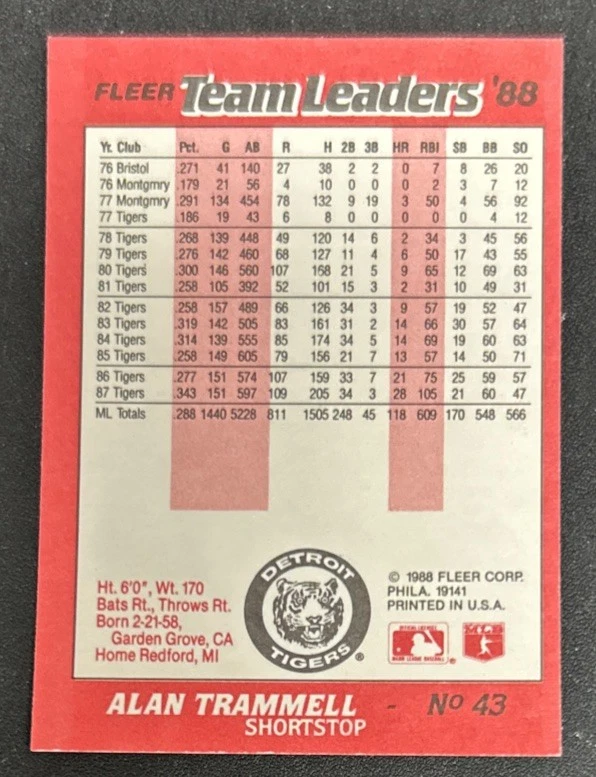 FLEER Team Leaders '88
Yr. Club Pct. G AB R H 2B 3B HR RBI SB BB SO
76 Bristol .271 41 140 27 38 2 2 0 7 8 26 20
76 Montgmry .179 21 56 4 10 0 0 0 2 3 7 12
77 Montgmry .291 134 454 78 132 9 19 3 50 4 56 92
77 Tigers .186 19 43 6 8 0 0 0 0 0 4 12
78 Tigers .268 139 448 49 120 14 6 2 34 3 45 56
79 Tigers .276 142 460 68 127 11 4 6 50 17 43 55
80 Tigers .300 146 560 107 168 21 5 9 65 12 69 63
81 Tigers .258 105 392 52 101 15 3 2 31 10 49 31
82 Tigers .258 157 489 66 126 34 3 9 57 19 52 47
83 Tigers .319 142 505 83 161 31 2 14 66 30 57 64
84 Tigers .314 139 555 85 174 34 5 14 69 19 60 63
85 Tigers .258 149 605 79 156 21 7 13 57 14 50 71
86 Tigers .277 151 574 107 159 33 7 21 75 25 59 57
87 Tigers .343 151 597 109 205 34 3 28 105 21 60 47
ML Totals .288 1440 5228 811 1505 248 45 118 609 170 548 566
Ht. 6'0", Wt. 170
Bats Rt., Throws Rt.
Born 2-21-58,
Garden Grove, CA
Home Redford, MI
DETROIT
TIGERS ®
© 1988 FLEER CORP.
PHILA. 19141
PRINTED IN U.S.A.
ALAN TRAMMELL - No 43
SHORTSTOP